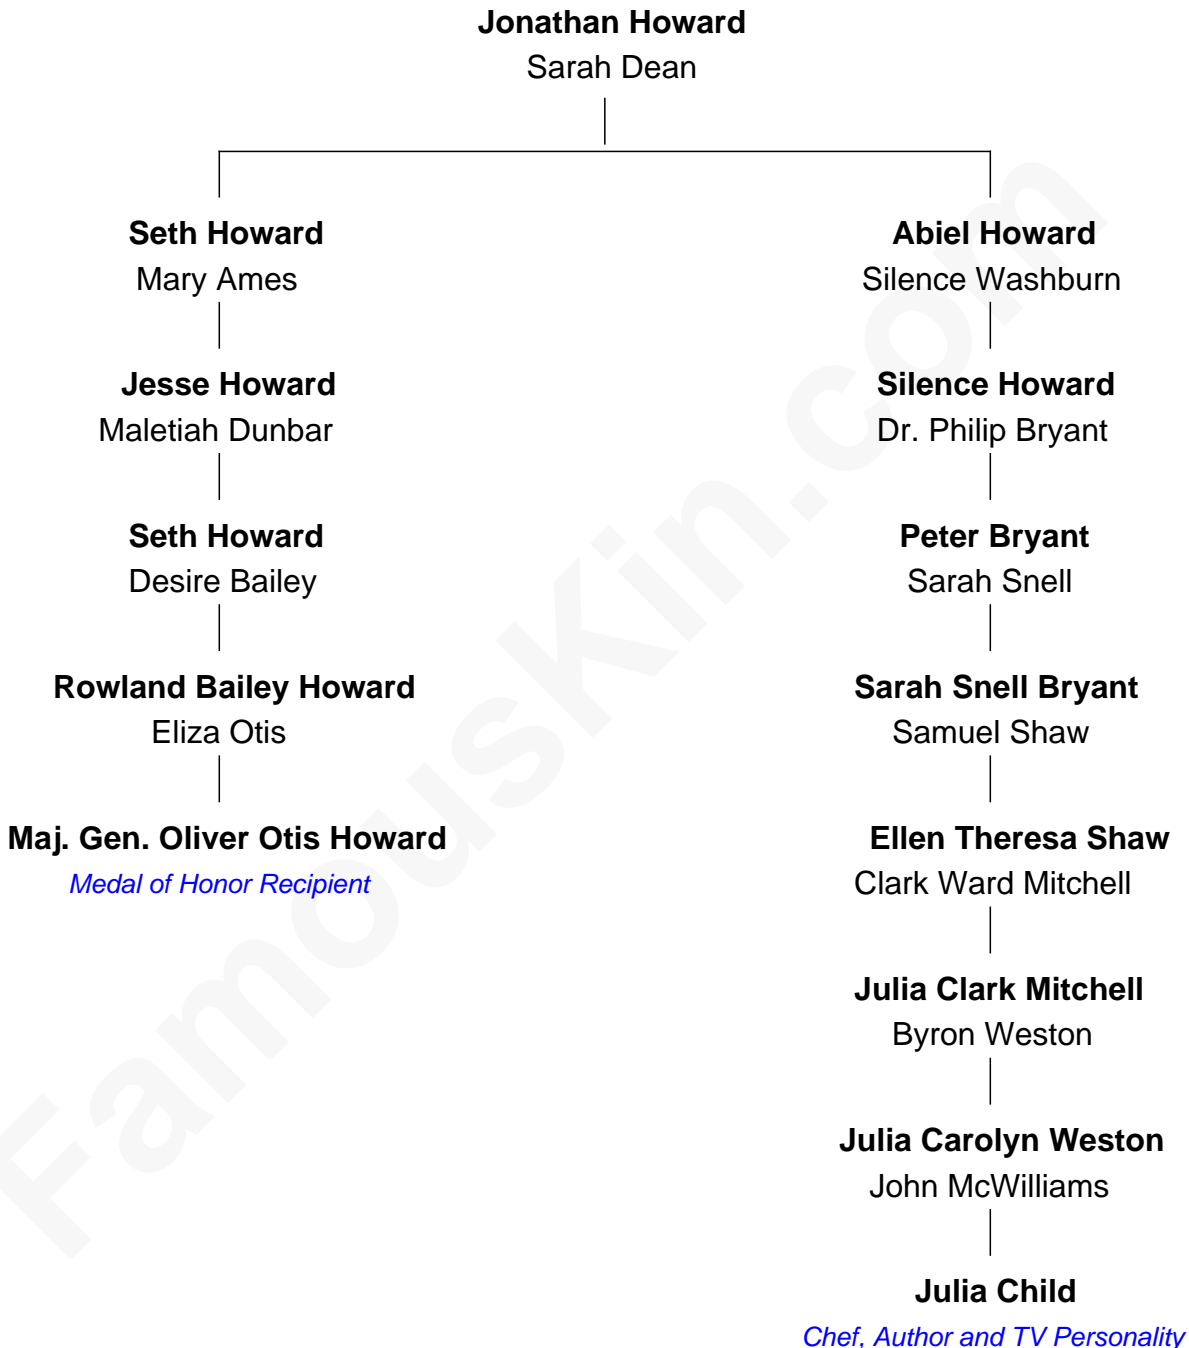 Jonathan Howard
Sarah Dean
Seth Howard
Mary Ames
Abiel Howard
Silence Washburn
Jesse Howard
Maletiah Dunbar
Silence Howard
Dr. Philip Bryant
Seth Howard
Desire Bailey
Peter Bryant
Sarah Snell
Rowland Bailey Howard
Eliza Otis
Sarah Snell Bryant
Samuel Shaw
Maj. Gen. Oliver Otis Howard
Medal of Honor Recipient
Ellen Theresa Shaw
Clark Ward Mitchell
Julia Clark Mitchell
Byron Weston
Julia Carolyn Weston
John McWilliams
Julia Child
Chef, Author and TV Personality
FamousKin.com